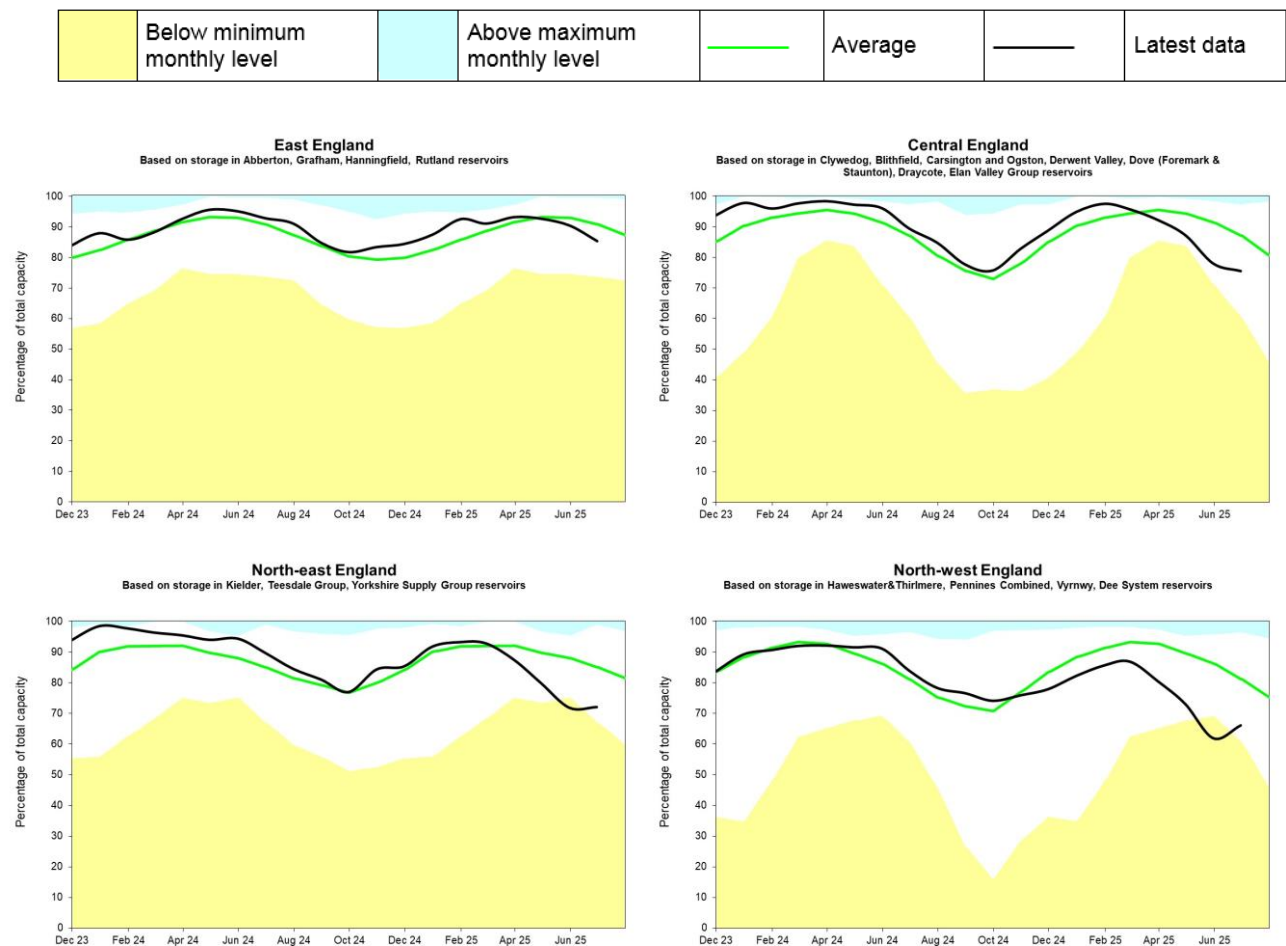 Below minimum
monthly level
Above maximum
monthly level
Average
Latest data
East England
Based on storage in Abberton, Grafham, Hanningfield, Rutland reservoirs
Percentage of total capacity
100
90
80
70
60
50
40
30
20
10
0
Dec 23 Feb 24 Apr 24 Jun 24 Aug 24 Oct 24 Dec 24 Feb 25 Apr 25 Jun 25
Central England
Based on storage in Clywedog, Blithfield, Carsington and Ogston, Derwent Valley, Dove (Foremark &
Staunton), Draycote, Elan Valley Group reservoirs
Percentage of total capacity
100
90
80
70
60
50
40
30
20
10
0
Dec 23 Feb 24 Apr 24 Jun 24 Aug 24 Oct 24 Dec 24 Feb 25 Apr 25 Jun 25
North-east England
Based on storage in Kielder, Teesdale Group, Yorkshire Supply Group reservoirs
Percentage of total capacity
100
90
80
70
60
50
40
30
20
10
0
Dec 23 Feb 24 Apr 24 Jun 24 Aug 24 Oct 24 Dec 24 Feb 25 Apr 25 Jun 25
North-west England
Based on storage in Haweswater&Thirlmere, Pennines Combined, Vyrnwy, Dee System reservoirs
Percentage of total capacity
100
90
80
70
60
50
40
30
20
10
0
Dec 23 Feb 24 Apr 24 Jun 24 Aug 24 Oct 24 Dec 24 Feb 25 Apr 25 Jun 25